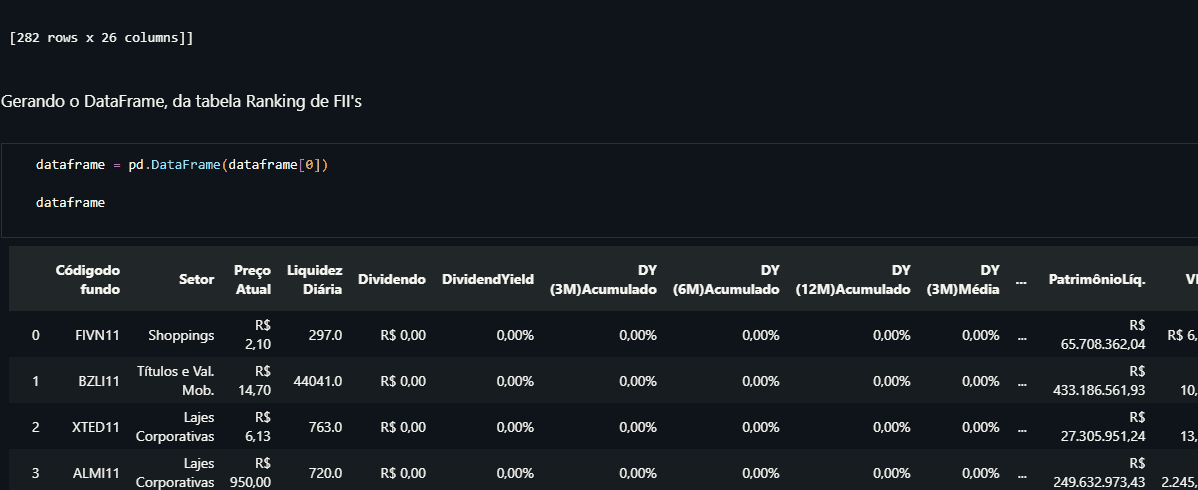 [282 rows x 26 columns]]
Gerando o DataFrame, da tabela Ranking de FII's
dataframe = pd.DataFrame(dataframe[0])
dataframe
Códigodo fundo Setor Preço Atual Liquidez Diária Dividendo DividendYield DY (3M)Acumulado DY (6M)Acumulado DY (12M)Acumulado DY (3M)Média ... PatrimônioLíq.
0 FIVN11 Shoppings R$ 2,10 297.0 R$ 0,00 0,00% 0,00% 0,00% 0,00% 0,00% ... R$ 65.708.362,04 R$ 6,
1 BZLI11 Títulos e Val. Mob. R$ 14,70 44041.0 R$ 0,00 0,00% 0,00% 0,00% 0,00% 0,00% ... R$ 433.186.561,93 10,
2 XTED11 Lajes Corporativas R$ 6,13 763.0 R$ 0,00 0,00% 0,00% 0,00% 0,00% 0,00% ... R$ 27.305.951,24 13,
3 ALMI11 Lajes Corporativas R$ 950,00 720.0 R$ 0,00 0,00% 0,00% 0,00% 0,00% 0,00% ... R$ 249.632.973,43 2.245,